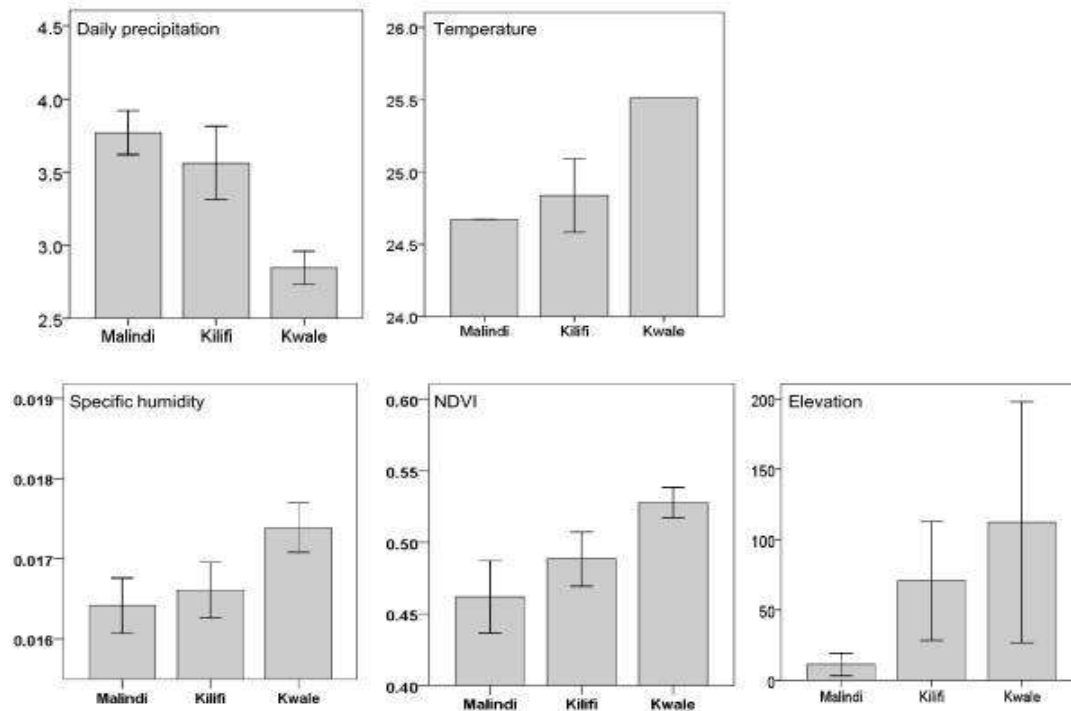 Daily precipitation
4.5
4.0
3.5
3.0
2.5
Malindi Kilifi Kwale
Temperature
26.0
25.5
25.0
24.5
24.0
Malindi Kilifi Kwale
Specific humidity
0.019
0.018
0.017
0.016
Malindi Kilifi Kwale
NDVI
0.60
0.55
0.50
0.45
0.40
Malindi Kilifi Kwale
Elevation
200
150
100
50
0
Malindi Kilifi Kwale